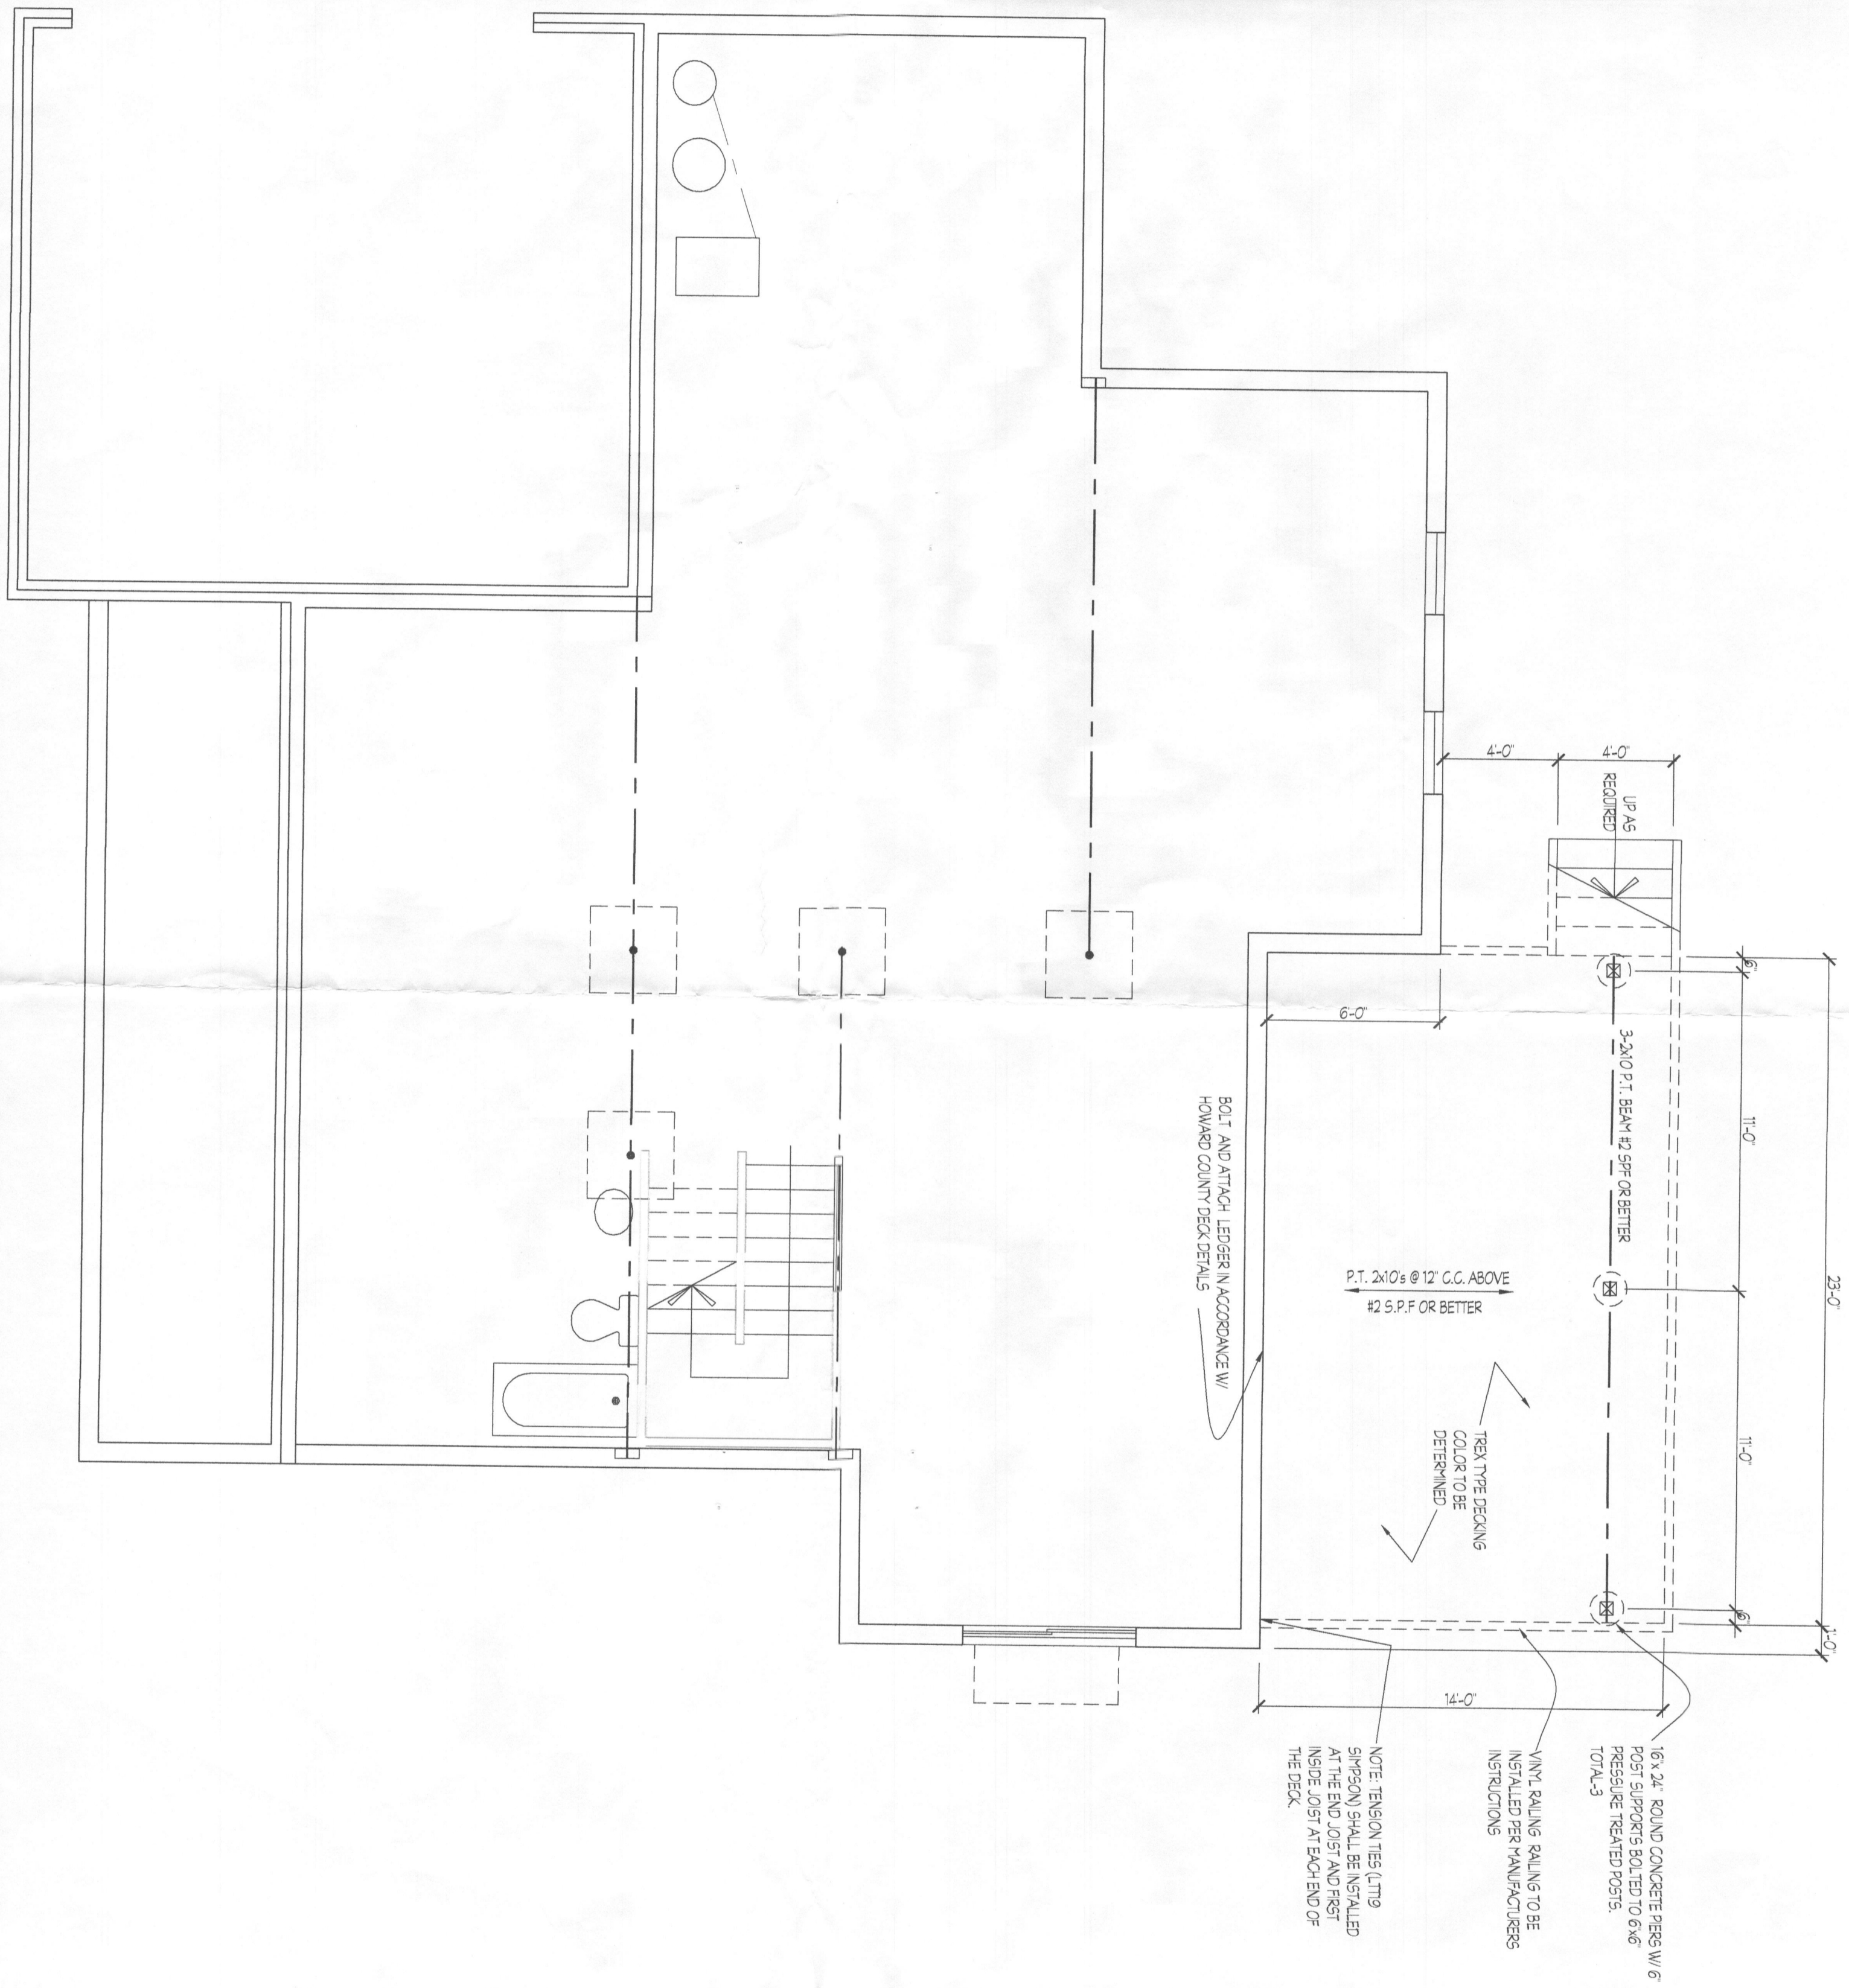 4'-0"
4'-0"
UP AS
REQUIRED
6"
11'-0"
11'-0"
6"
23'-0"
1'-0"
6'-0"
14'-0"
3-2x10 P.T. BEAM #2 SPF OR BETTER
P.T. 2x10's @ 12" C.C. ABOVE
#2 S.P.F OR BETTER
BOLT AND ATTACH LEDGER IN ACCORDANCE W/
HOWARD COUNTY DECK DETAILS
TREX TYPE DECKING
COLOR TO BE
DETERMINED
16"x 24" ROUND CONCRETE PIERS W/ 6"
POST SUPPORTS BOLTED TO 6"x6"
PRESSURE TREATED POSTS.
TOTAL-3
VINYL RAILING RAILING TO BE
INSTALLED PER MANUFACTURERS
INSTRUCTIONS
NOTE: TENSION TIES (LTT19
SIMPSON) SHALL BE INSTALLED
AT THE END JOIST AND FIRST
INSIDE JOIST AT EACH END OF
THE DECK.